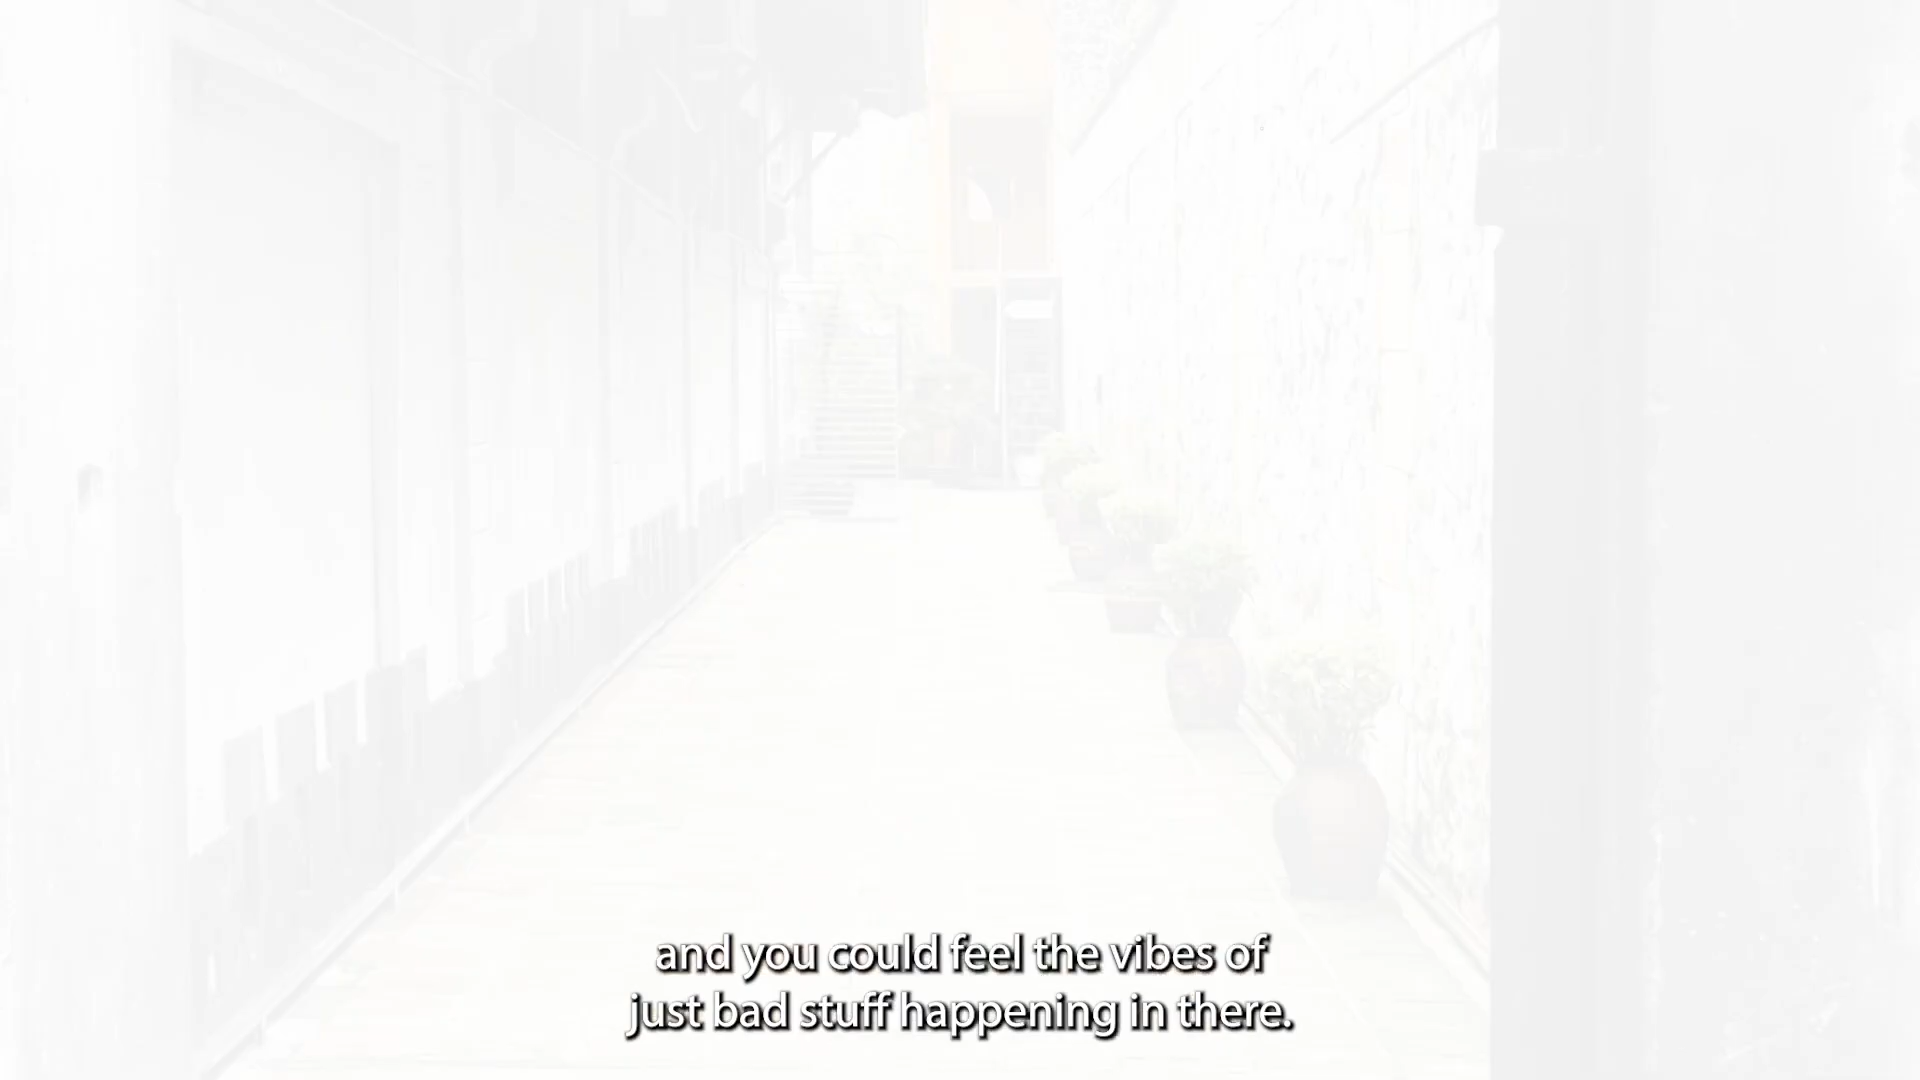 and you could feel the vibes of
just bad stuff happening in there.